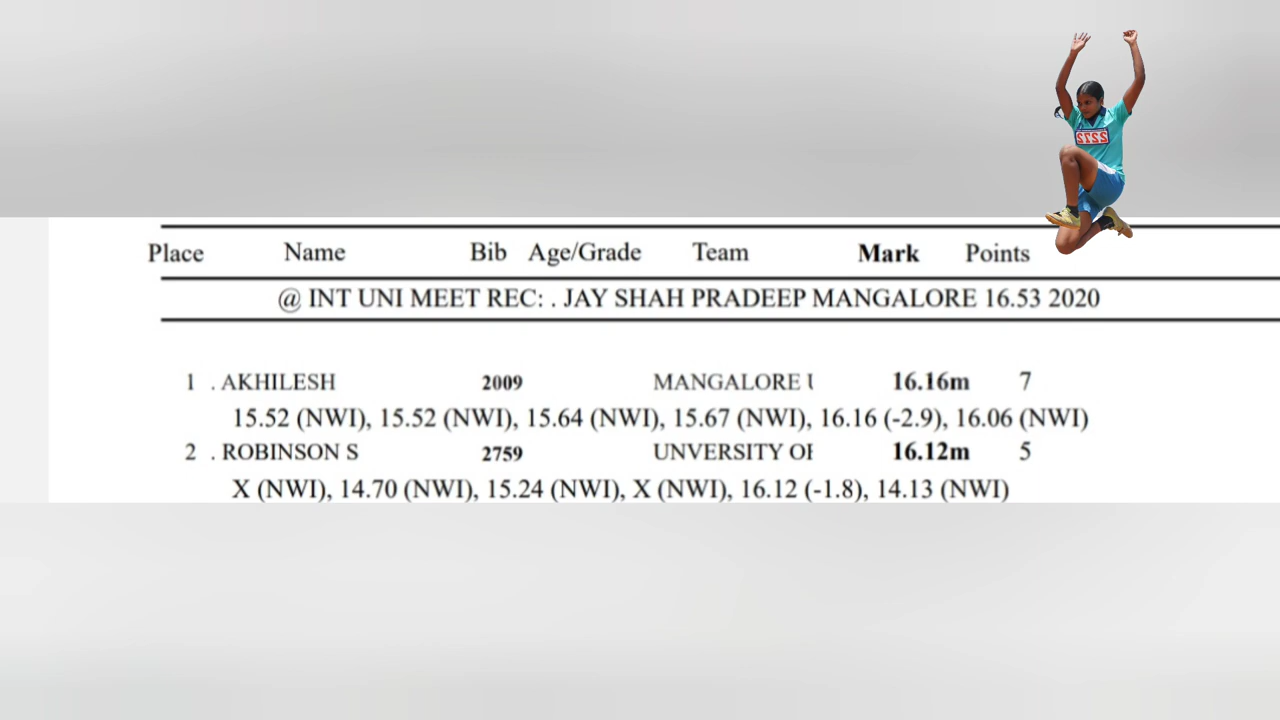 Place Name Bib Age/Grade Team Mark Points
@ INT UNI MEET REC: . JAY SHAH PRADEEP MANGALORE 16.53 2020
1 . AKHILESH 2009 MANGALORE 16.16m 7
15.52 (NWI), 15.52 (NWI), 15.64 (NWI), 15.67 (NWI), 16.16 (-2.9), 16.06 (NWI)
2 . ROBINSON S 2759 UNVERSITY 16.12m 5
X (NWI), 14.70 (NWI), 15.24 (NWI), X (NWI), 16.12 (-1.8), 14.13 (NWI)